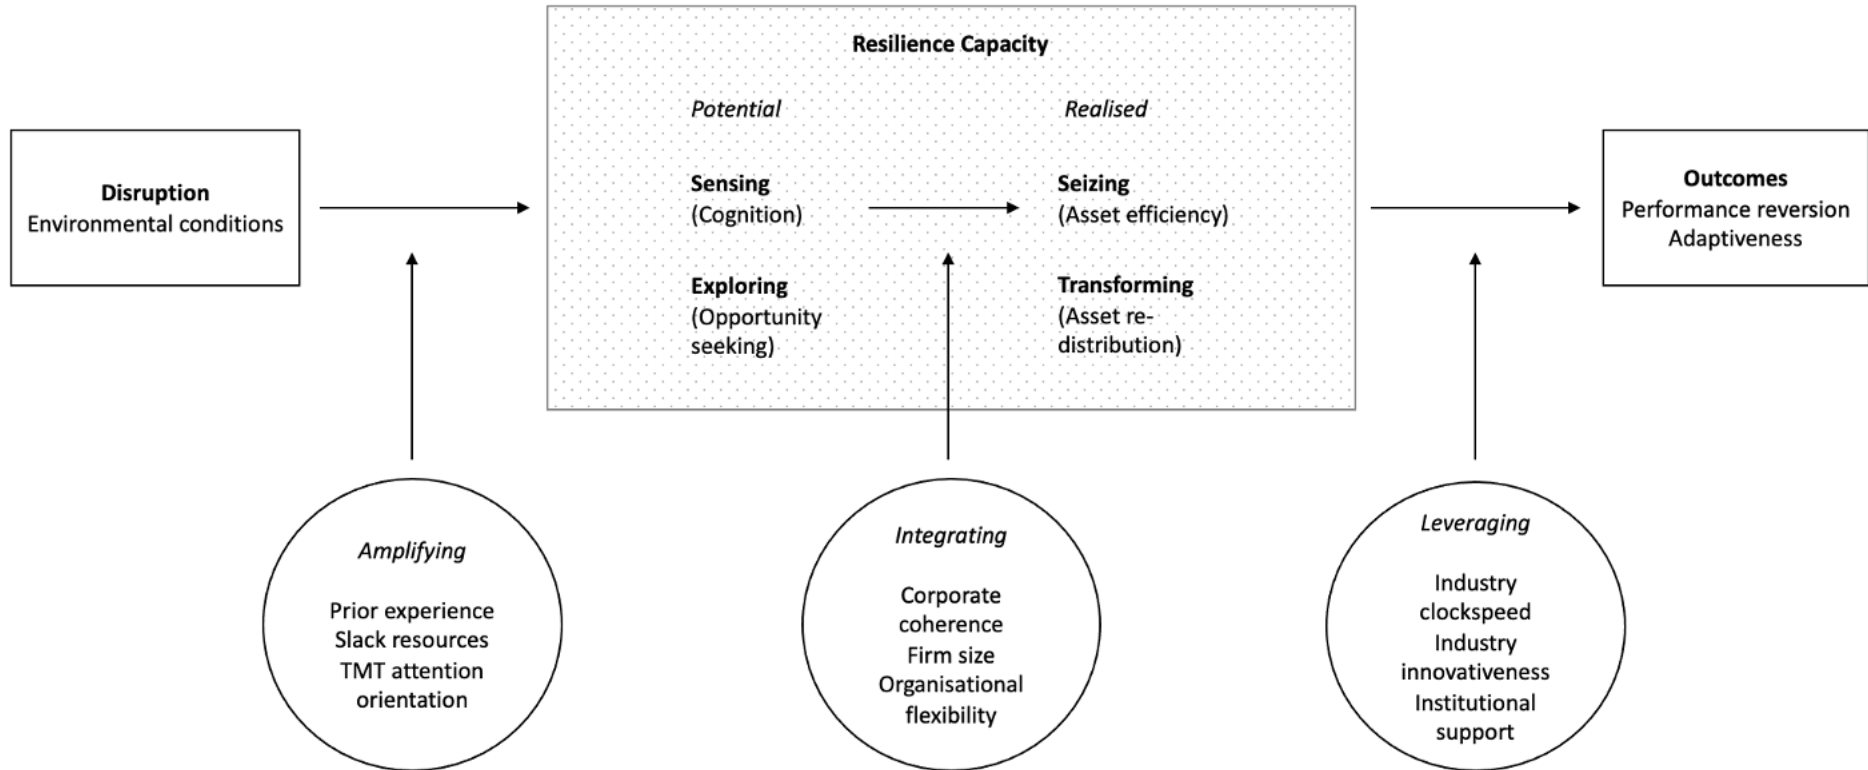 Resilience Capacity
Potential
Realised
Disruption
Environmental conditions
Sensing
(Cognition)
Seizing
(Asset efficiency)
Exploring
(Opportunity
seeking)
Transforming
(Asset re-
distribution)
Outcomes
Performance reversion
Adaptiveness
Amplifying
Prior experience
Slack resources
TMT attention
orientation
Integrating
Corporate
coherence
Firm size
Organisational
flexibility
Leveraging
Industry
clockspeed
Industry
innovativeness
Institutional
support